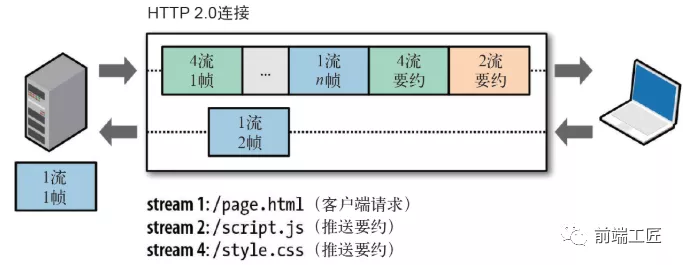 HTTP 2.0连接
4流
1帧
...
1流
n帧
4流
要约
2流
要约
1流
2帧
1流
1帧
stream 1: /page.html（客户端请求）
stream 2: /script.js（推送要约）
stream 4: /style.css（推送要约）
前端工匠